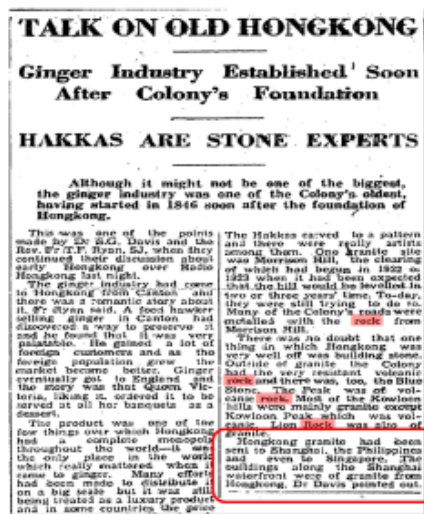 TALK ON OLD HONGKONG
Ginger Industry Established Soon
After Colony's Foundation
HAKKAS ARE STONE EXPERTS
Although it might not be one of the biggest,
the ginger industry was one of the Colony's oldest,
having started in 1846 soon after the foundation of
Hongkong.
This was one of the points
made by Dr S.G. Davis and the
Rev. Fr T.F. Ryan, SJ, when they
continued their discussion about
early Hongkong over Radio
Hongkong last night.
The ginger industry had come
to Hongkong from Canton and
there was a romantic story about
it, Fr Ryan said. A food hawker
selling ginger in Canton had
discovered a way to preserve it
and he found that it was very
palatable. He gained a lot of
foreign customers and as the
foreign population grew the
market became better. Ginger
eventually got to England and
the story was that Queen Vic-
toria, liking it, ordered it to be
served at all her banquets as a
dessert.
The product was one of the
few things over which Hongkong
had a complete monopoly
throughout the world—it was
the only place in the world
which really mattered when it
came to ginger. Many efforts
had been made to distribute it
on a big scale but it was still
being treated as a luxury product
and in some countries the price
The Hakkas carved to a pattern
and there were really artists
among them. One granite site
was Morrison Hill, the clearing
of which had begun in 1922 or
1923 when it had been expected
that the hill would be levelled in
two or three years' time. To-day,
they were still trying to do so.
Many of the Colony's roads were
metalled with the rock from
Morrison Hill.
There was no doubt that one
thing in which Hongkong was
very well off was building stone.
Outside of granite the Colony
had the very resistant volcanic
rock and there was, too, the Blue
Stone. The Peak was of vol-
canic rock. Most of the Kowloon
hills were mainly granite except
Kowloon Peak which was vol-
canic. Lion Rock was also of
granite.
Hongkong granite had been
sent to Shanghai, the Philippines
and even to Singapore. The
buildings along the Shanghai
waterfront were of granite from
Hongkong, Dr Davis pointed out.